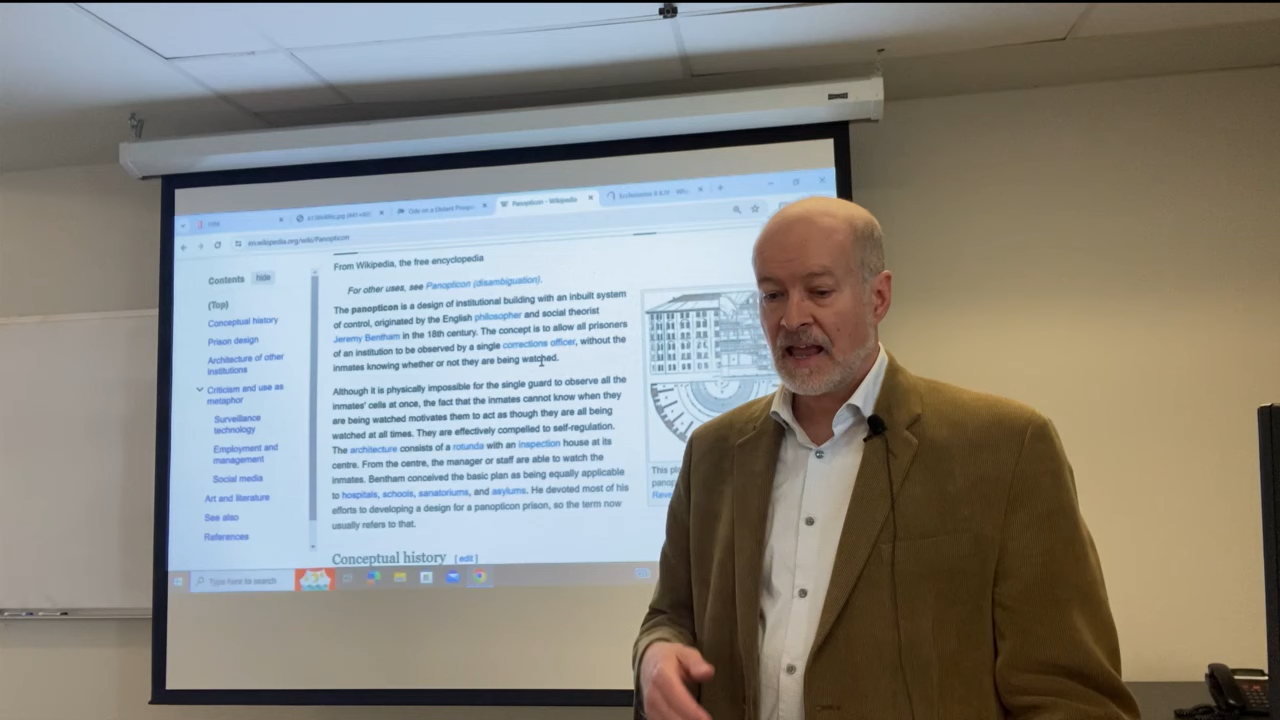 Panopticon - Wikipedia
en.wikipedia.org/wiki/Panopticon
Contents hide
(Top)
Conceptual history
Prison design
Architecture of other
institutions
Criticism and use as
metaphor
Surveillance
technology
Employment and
management
Social media
Art and literature
See also
References
From Wikipedia, the free encyclopedia
For other uses, see Panopticon (disambiguation).
The panopticon is a design of institutional building with an inbuilt system
of control, originated by the English philosopher and social theorist
Jeremy Bentham in the 18th century. The concept is to allow all prisoners
of an institution to be observed by a single corrections officer, without the
inmates knowing whether or not they are being watched.
Although it is physically impossible for the single guard to observe all the
inmates' cells at once, the fact that the inmates cannot know when they
are being watched motivates them to act as though they are all being
watched at all times. They are effectively compelled to self-regulation.
The architecture consists of a rotunda with an inspection house at its
centre. From the centre, the manager or staff are able to watch the
inmates. Bentham conceived the basic plan as being equally applicable
to hospitals, schools, sanatoriums, and asylums. He devoted most of his
efforts to developing a design for a panopticon prison, so the term now
usually refers to that.
Conceptual history [ edit ]
This
Type here to search